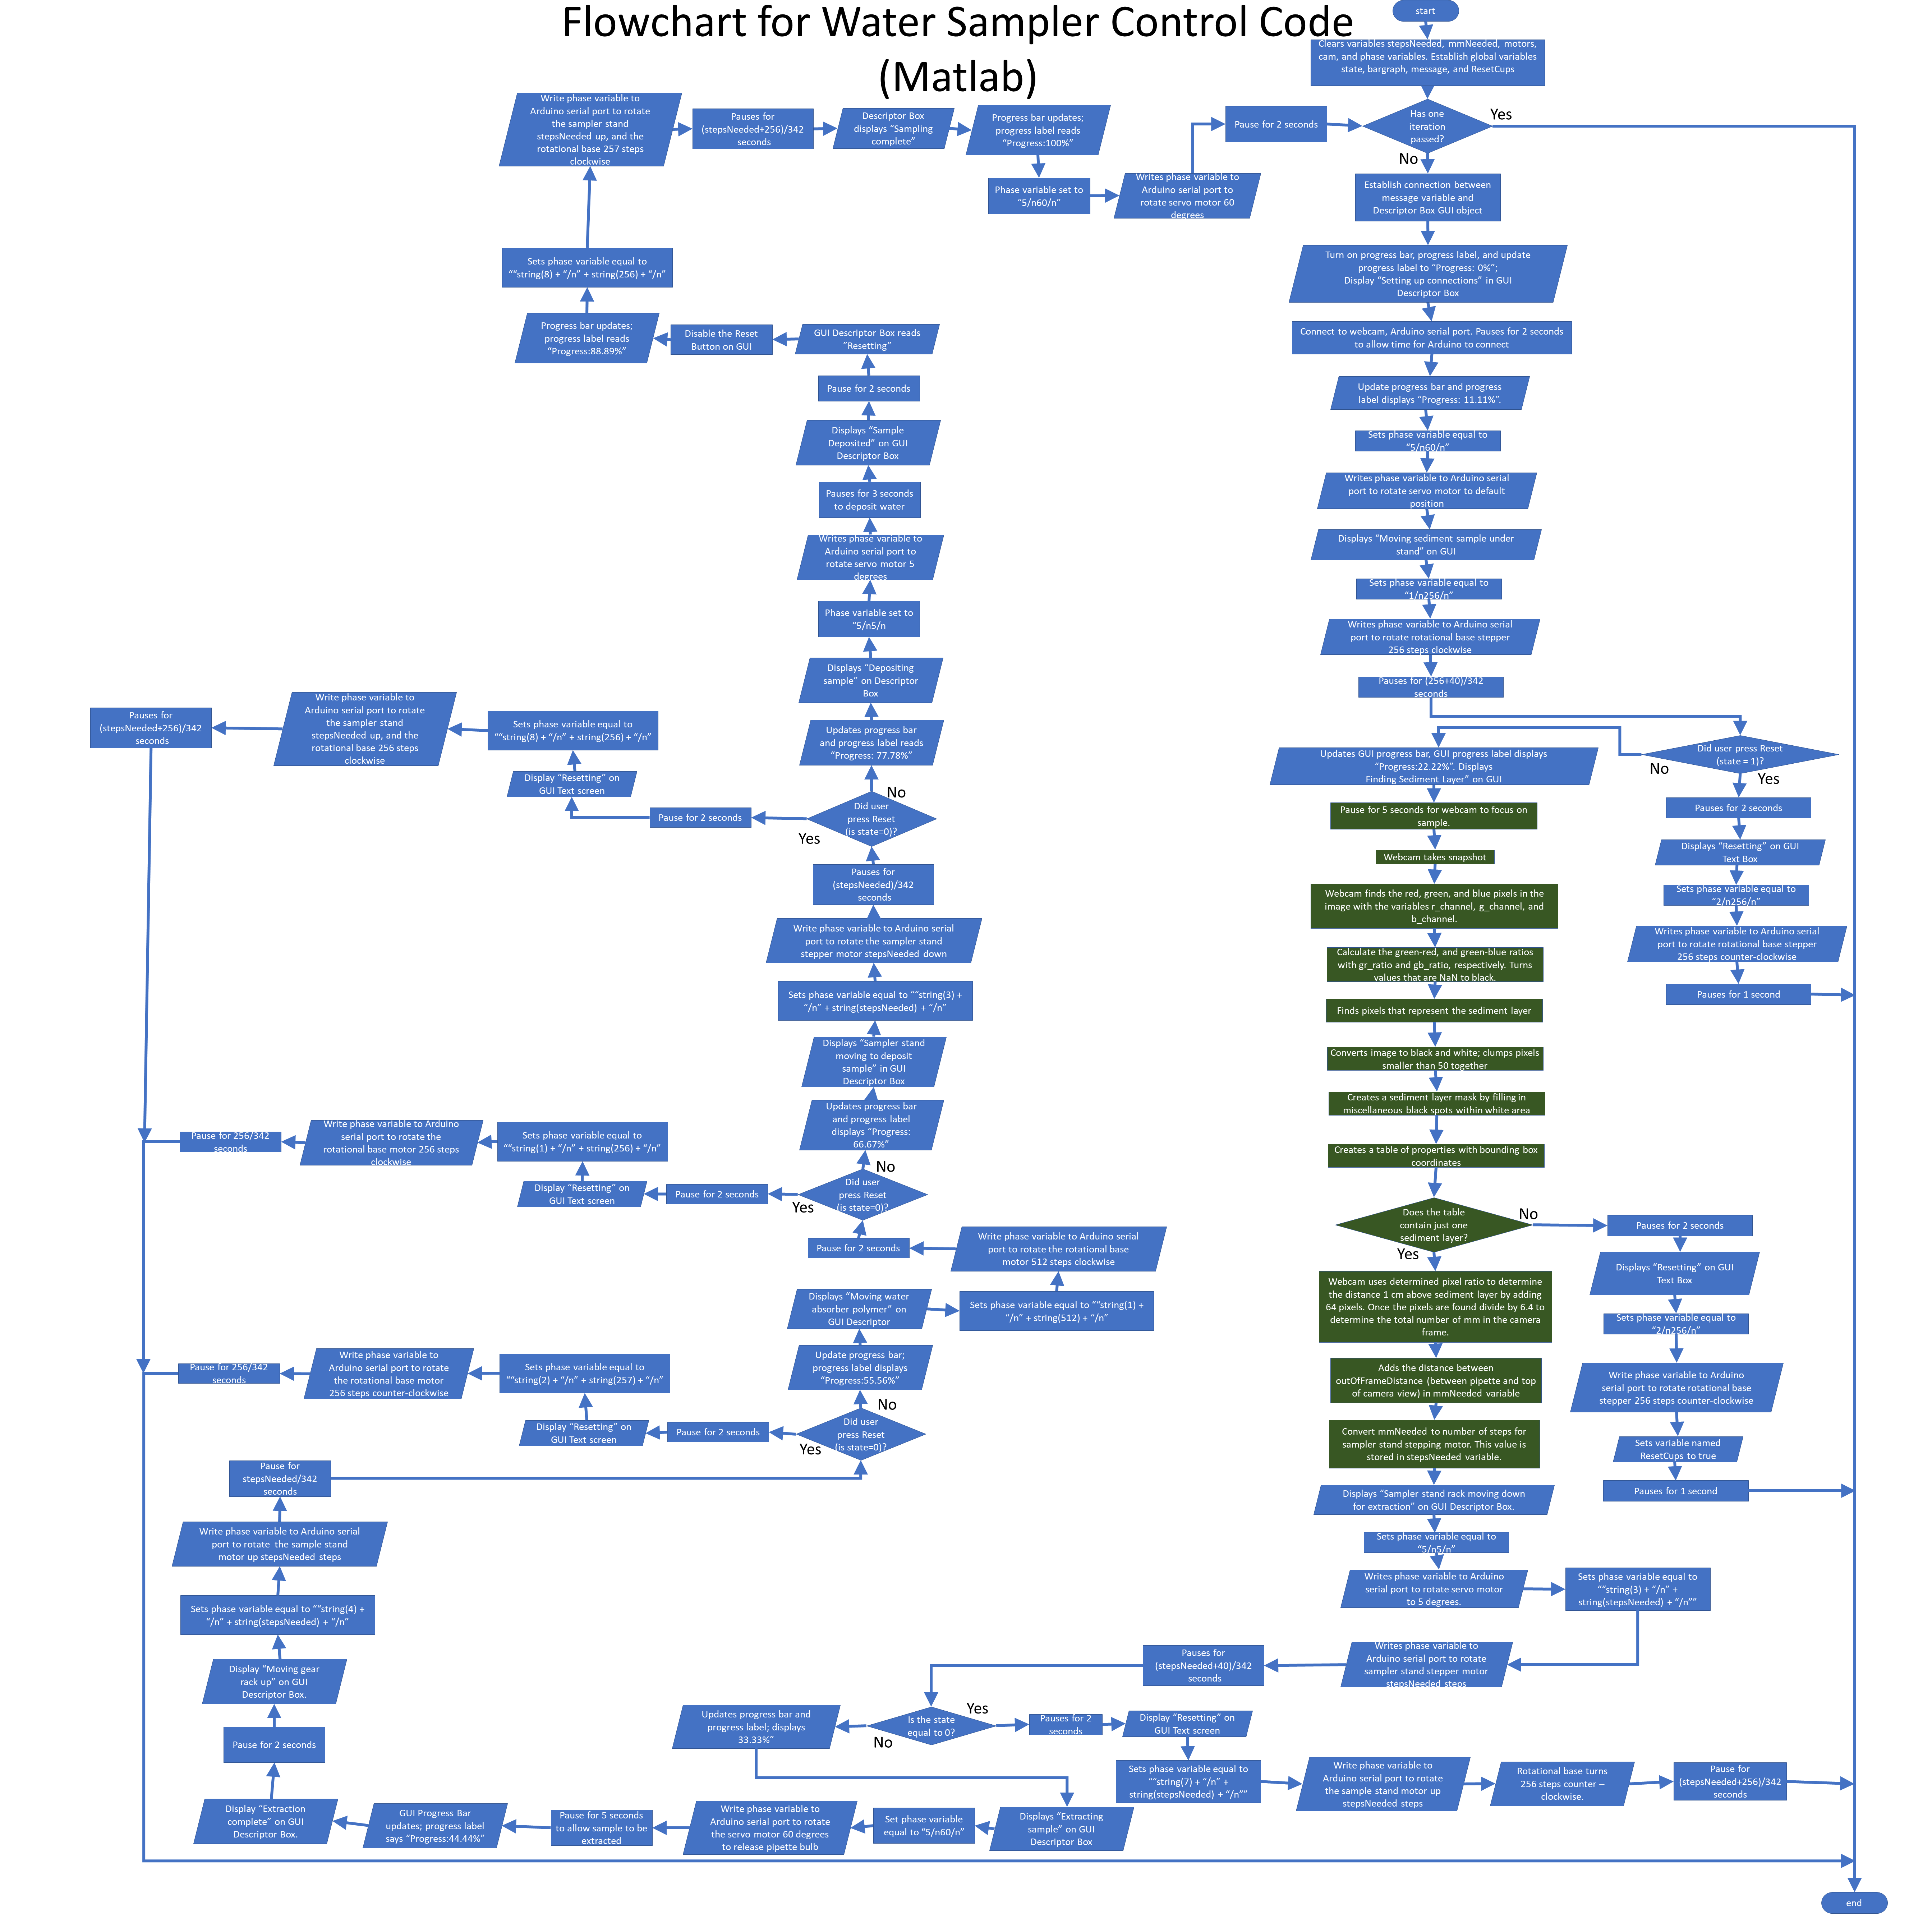 Flowchart for Water Sampler Control Code
(Matlab)
start
Clears variables stepsNeeded, mmNeeded, motors,
cam, and phase variables. Establish global variables
state, bargraph, message, and ResetCups
Has one
iteration
passed?
Yes
No
Establish connection between
message variable and
Descriptor Box GUI object
Turn on progress bar, progress label, and update
progress label to “Progress: 0%”;
Display “Setting up connections” in GUI
Descriptor Box
Connect to webcam, Arduino serial port. Pauses for 2 seconds
to allow time for Arduino to connect
Update progress bar and progress
label displays “Progress: 11.11%”.
Sets phase variable equal to
“5/n60/n”
Writes phase variable to Arduino serial
port to rotate servo motor to default
position
Displays “Moving sediment sample under
stand” on GUI
Sets phase variable equal to
“1/n256/n”
Writes phase variable to Arduino serial
port to rotate rotational base stepper
256 steps clockwise
Pauses for (256+40)/342
seconds
Did user press Reset
(state = 1)?
No
Yes
Pauses for 2 seconds
Displays “Resetting” on GUI
Text Box
Sets phase variable equal to
“2/n256/n”
Writes phase variable to Arduino serial
port to rotate rotational base stepper
256 steps counter-clockwise
Pauses for 1 second
Updates GUI progress bar, GUI progress label displays
“Progress:22.22%”. Displays
Finding Sediment Layer” on GUI
Pause for 5 seconds for webcam to focus on
sample.
Webcam takes snapshot
Webcam finds the red, green, and blue pixels in the
image with the variables r_channel, g_channel, and
b_channel.
Calculate the green-red, and green-blue ratios
with gr_ratio and gb_ratio, respectively. Turns
values that are NaN to black.
Finds pixels that represent the sediment layer
Converts image to black and white; clumps pixels
smaller than 50 together
Creates a sediment layer mask by filling in
miscellaneous black spots within white area
Creates a table of properties with bounding box
coordinates
Does the table
contain just one
sediment layer?
No
Yes
Pauses for 2 seconds
Displays “Resetting” on GUI
Text Box
Sets phase variable equal to
“2/n256/n”
Write phase variable to Arduino
serial port to rotate rotational base
stepper 256 steps counter-clockwise
Sets variable named
ResetCups to true
Pauses for 1 second
Webcam uses determined pixel ratio to determine
the distance 1 cm above sediment layer by adding
64 pixels. Once the pixels are found divide by 6.4 to
determine the total number of mm in the camera
frame.
Adds the distance between
outOfFrameDistance (between pipette and top
of camera view) in mmNeeded variable
Convert mmNeeded to number of steps for
sampler stand stepping motor. This value is
stored in stepsNeeded variable.
Displays “Sampler stand rack moving down
for extraction” on GUI Descriptor Box.
Sets phase variable equal to
“5/n5/n”
Writes phase variable to Arduino
serial port to rotate servo motor
to 5 degrees.
Sets phase variable equal to
““string(3) + “/n” +
string(stepsNeeded) + “/n””
Writes phase variable to
Arduino serial port to rotate
sampler stand stepper motor
stepsNeeded steps
Pauses for
(stepsNeeded+40)/342
seconds
Is the state
equal to 0?
Yes
No
Pauses for 2
seconds
Display “Resetting” on
GUI Text screen
Sets phase variable equal to
““string(7) + “/n” +
string(stepsNeeded) + “/n””
Write phase variable to
Arduino serial port to rotate
the sample stand motor up
stepsNeeded steps
Rotational base turns
256 steps counter –
clockwise.
Pause for
(stepsNeeded+256)/342
seconds
Updates progress bar and
progress label; displays
33.33%”
Displays “Extracting
sample” on GUI
Descriptor Box
Set phase variable
equal to “5/n60/n”
Write phase variable to
Arduino serial port to rotate
the servo motor 60 degrees
to release pipette bulb
Pause for 5 seconds
to allow sample to be
extracted
GUI Progress Bar
updates; progress label
says “Progress:44.44%”
Display “Extraction
complete” on GUI
Descriptor Box.
Pause for 2 seconds
Display “Moving gear
rack up” on GUI
Descriptor Box.
Sets phase variable equal to ““string(4) +
“/n” + string(stepsNeeded) + “/n”
Write phase variable to Arduino serial
port to rotate the sample stand
motor up stepsNeeded steps
Pause for
stepsNeeded/342
seconds
Did user
press Reset
(is state=0)?
Yes
No
Pause for 2 seconds
Display “Resetting” on
GUI Text screen
Sets phase variable equal to
““string(2) + “/n” + string(257) + “/n”
Write phase variable to
Arduino serial port to rotate
the rotational base motor
256 steps counter-clockwise
Pause for 256/342
seconds
Update progress bar;
progress label displays
“Progress:55.56%”
Displays “Moving water
absorber polymer” on
GUI Descriptor
Sets phase variable equal to ““string(1) +
“/n” + string(512) + “/n”
Write phase variable to Arduino serial
port to rotate the rotational base
motor 512 steps clockwise
Pause for 2 seconds
Did user
press Reset
(is state=0)?
Yes
No
Pause for 2 seconds
Display “Resetting” on
GUI Text screen
Sets phase variable equal to
““string(1) + “/n” + string(256) + “/n”
Write phase variable to Arduino
serial port to rotate the
rotational base motor 256 steps
clockwise
Pause for 256/342
seconds
Updates progress bar
and progress label
displays “Progress:
66.67%”
Displays “Sampler stand
moving to deposit
sample” in GUI
Descriptor Box
Sets phase variable equal to ““string(3) +
“/n” + string(stepsNeeded) + “/n”
Write phase variable to Arduino serial
port to rotate the sampler stand
stepper motor stepsNeeded down
Pauses for
(stepsNeeded)/342
seconds
Did user
press Reset
(is state=0)?
Yes
No
Pause for 2 seconds
Display “Resetting” on
GUI Text screen
Sets phase variable equal to
““string(8) + “/n” + string(256) + “/n”
Write phase variable to
Arduino serial port to rotate
the sampler stand
stepsNeeded up, and the
rotational base 256 steps
clockwise
Pauses for
(stepsNeeded+256)/342
seconds
Updates progress bar
and progress label reads
“Progress: 77.78%”
Displays “Depositing
sample” on Descriptor
Box
Phase variable set to
“5/n5/n
Writes phase variable to
Arduino serial port to
rotate servo motor 5
degrees
Pauses for 3 seconds
to deposit water
Displays “Sample
Deposited” on GUI
Descriptor Box
Pause for 2 seconds
GUI Descriptor Box reads
“Resetting”
Disable the Reset
Button on GUI
Progress bar updates;
progress label reads
“Progress:88.89%”
Sets phase variable equal to
““string(8) + “/n” + string(256) + “/n”
Write phase variable to
Arduino serial port to rotate
the sampler stand
stepsNeeded up, and the
rotational base 257 steps
clockwise
Pauses for
(stepsNeeded+256)/342
seconds
Descriptor Box
displays “Sampling
complete”
Progress bar updates;
progress label reads
“Progress:100%”
Phase variable set to
“5/n60/n”
Writes phase variable to
Arduino serial port to
rotate servo motor 60
degrees
Pause for 2 seconds
end